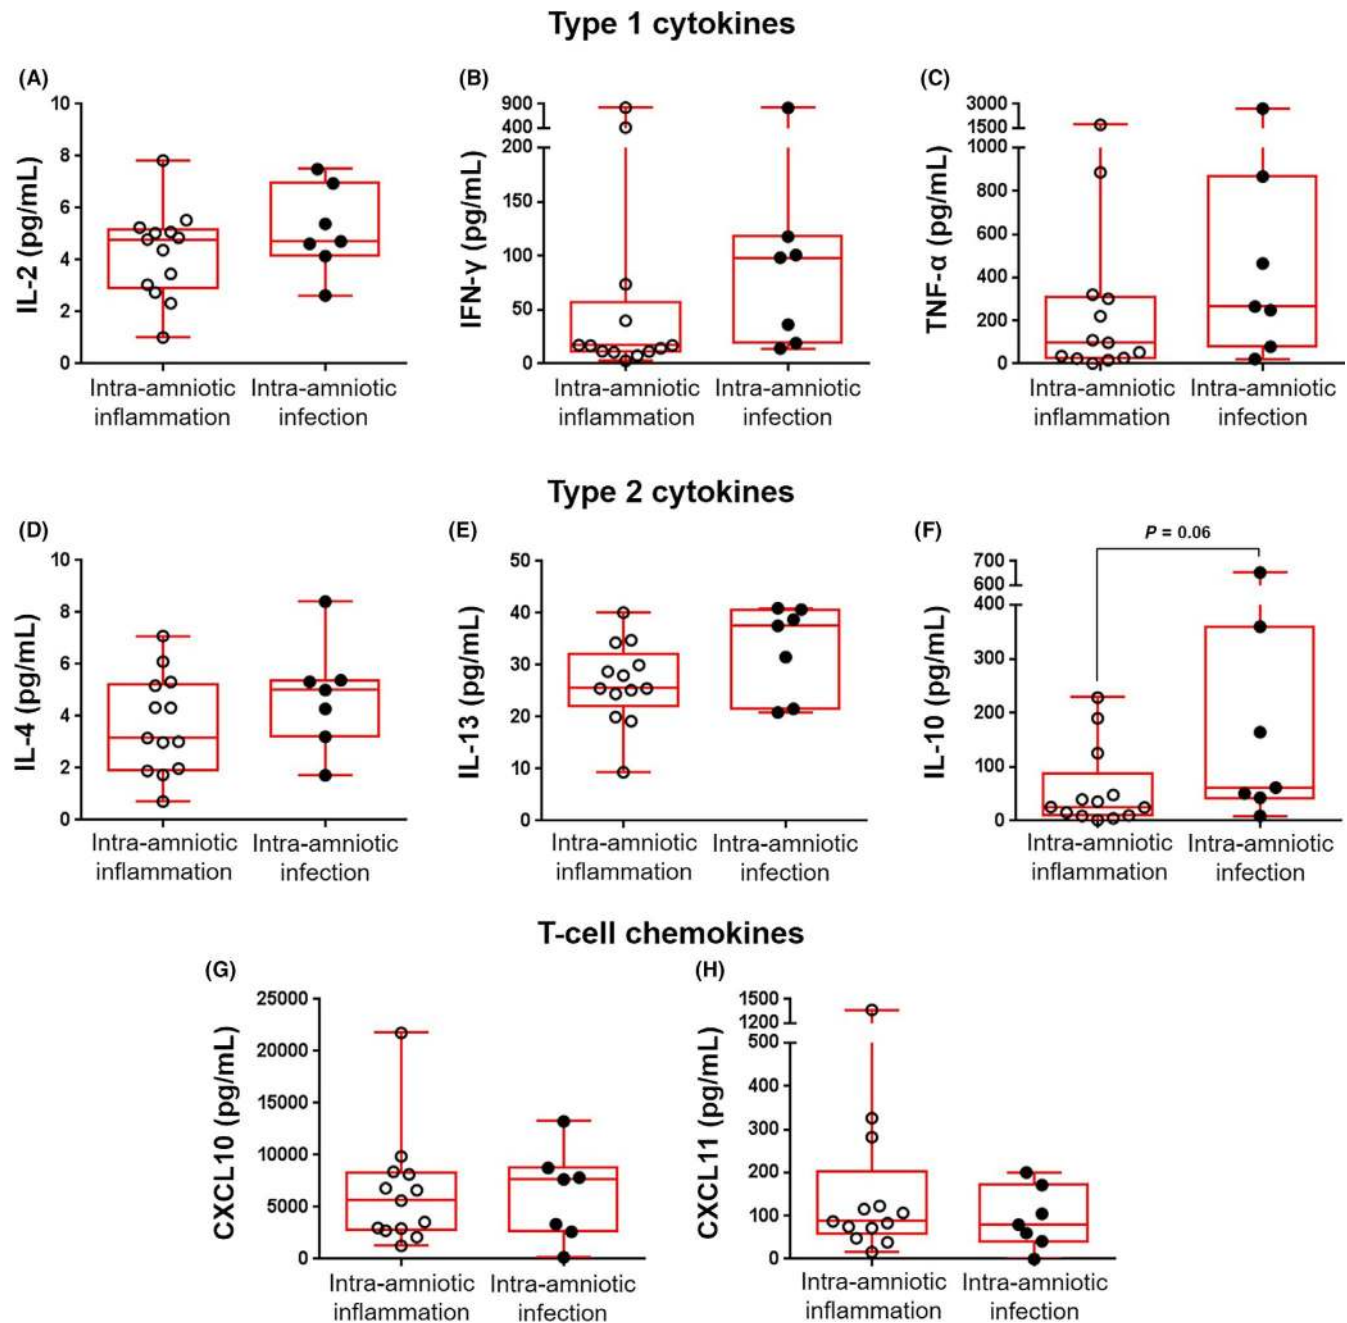 Type 1 cytokines
(A)
(B)
(C)
IL-2 (pg/mL)
10
8
6
4
2
0
Intra-amniotic
inflammation
Intra-amniotic
infection
IFN-γ (pg/mL)
900
400
200
150
100
50
0
Intra-amniotic
inflammation
Intra-amniotic
infection
TNF-α (pg/mL)
3000
1500
1000
800
600
400
200
0
Intra-amniotic
inflammation
Intra-amniotic
infection
Type 2 cytokines
(D)
(E)
(F)
IL-4 (pg/mL)
10
8
6
4
2
0
Intra-amniotic
inflammation
Intra-amniotic
infection
IL-13 (pg/mL)
50
40
30
20
10
0
Intra-amniotic
inflammation
Intra-amniotic
infection
P = 0.06
IL-10 (pg/mL)
700
600
400
300
200
100
0
Intra-amniotic
inflammation
Intra-amniotic
infection
T-cell chemokines
(G)
(H)
CXCL10 (pg/mL)
25000
20000
15000
10000
5000
0
Intra-amniotic
inflammation
Intra-amniotic
infection
CXCL11 (pg/mL)
1500
1200
500
400
300
200
100
0
Intra-amniotic
inflammation
Intra-amniotic
infection